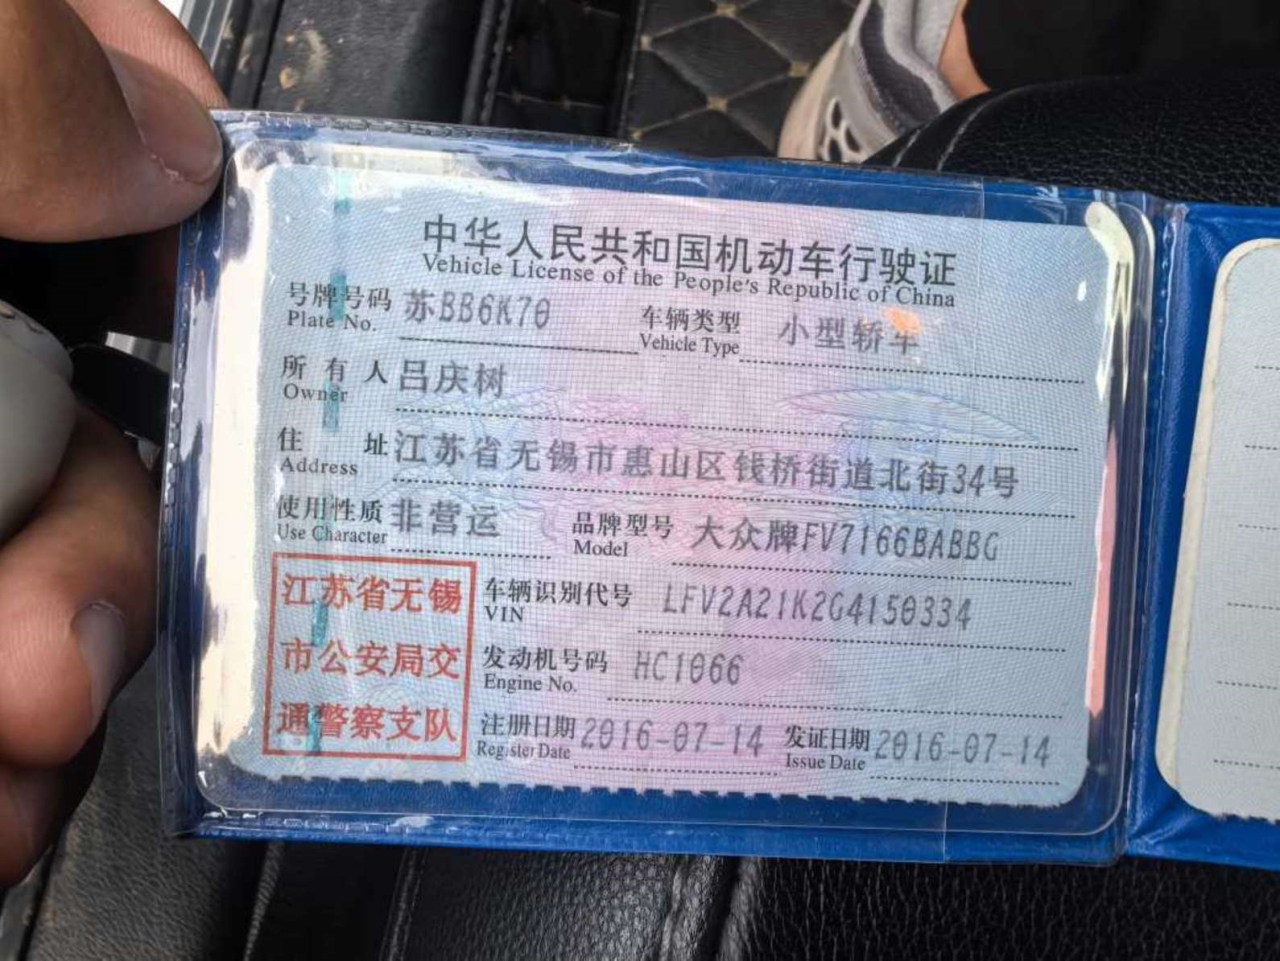 中华人民共和国机动车行驶证
Vehicle License of the People's Republic of China
号牌号码 苏BB6K70 车辆类型 小型轿车
Plate No. Vehicle Type
所有人 吕庆树
Owner
住址 江苏省无锡市惠山区钱桥街道北街34号
Address
使用性质 非营运 品牌型号 大众牌FV7166BABBG
Use Character Model
江苏省无锡
市公安局交
通警察支队
车辆识别代号 LFV2A21K2G4150334
VIN
发动机号码 HC1066
Engine No.
注册日期 2016-07-14 发证日期 2016-07-14
Register Date Issue Date